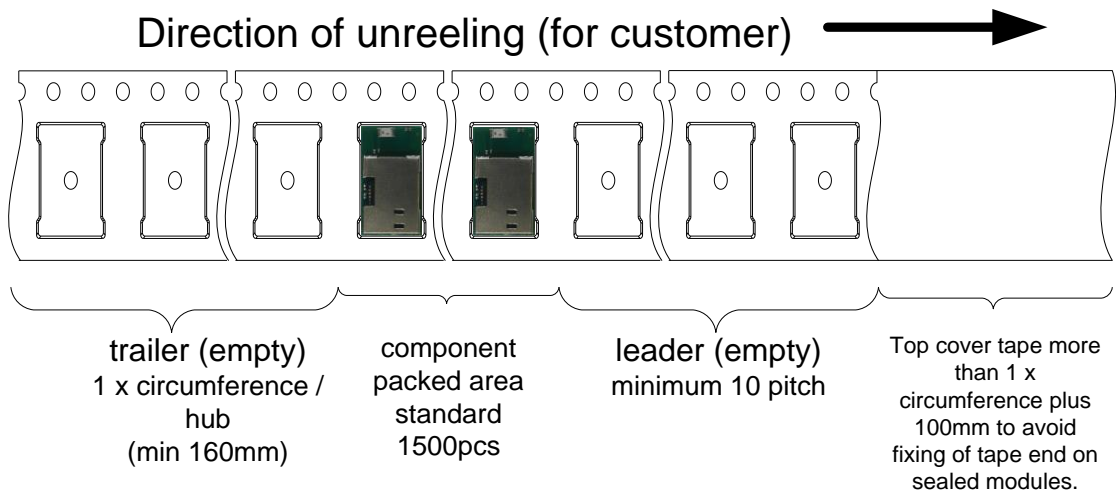 Direction of unreeling (for customer)
trailer (empty)
1 x circumference /
hub
(min 160mm)
component
packed area
standard
1500pcs
leader (empty)
minimum 10 pitch
Top cover tape more
than 1 x
circumference plus
100mm to avoid
fixing of tape end on
sealed modules.